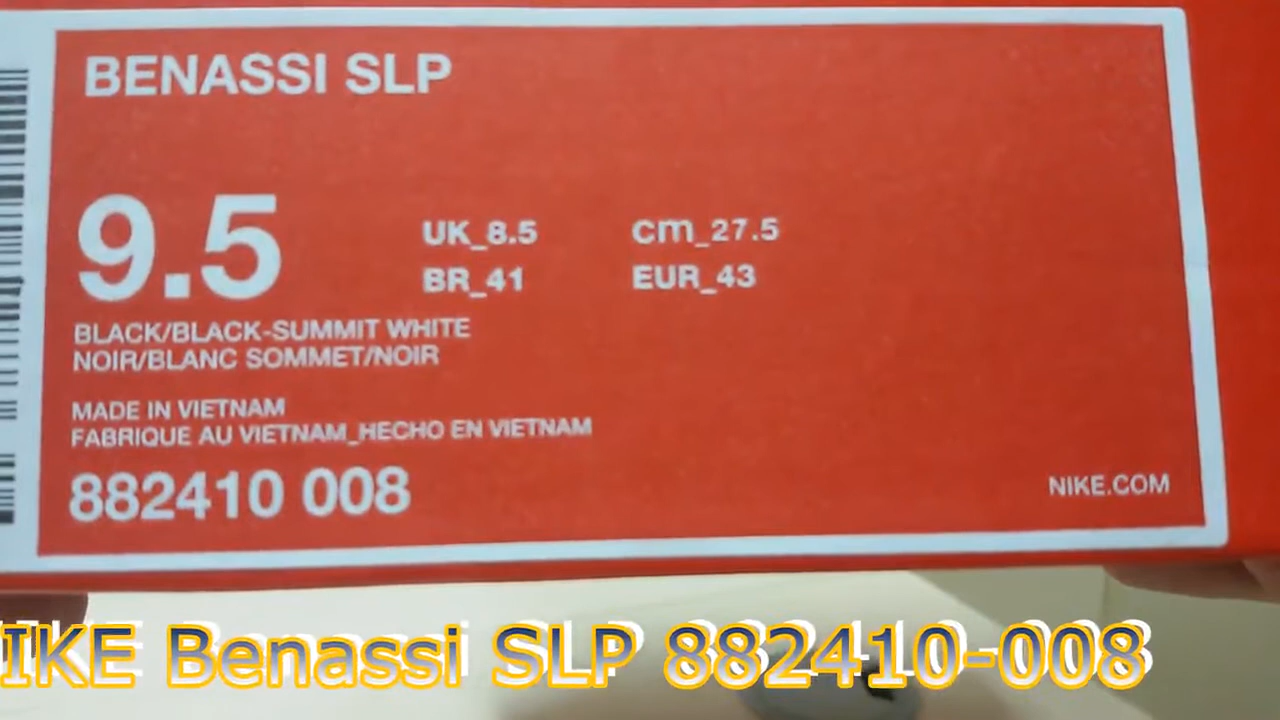 BENASSI SLP
9.5
UK_8.5 cm_27.5
BR_41 EUR_43
BLACK/BLACK-SUMMIT WHITE
NOIR/BLANC SOMMET/NOIR
MADE IN VIETNAM
FABRIQUE AU VIETNAM_HECHO EN VIETNAM
882410 008
NIKE.COM
IKE Benassi SLP 882410-008